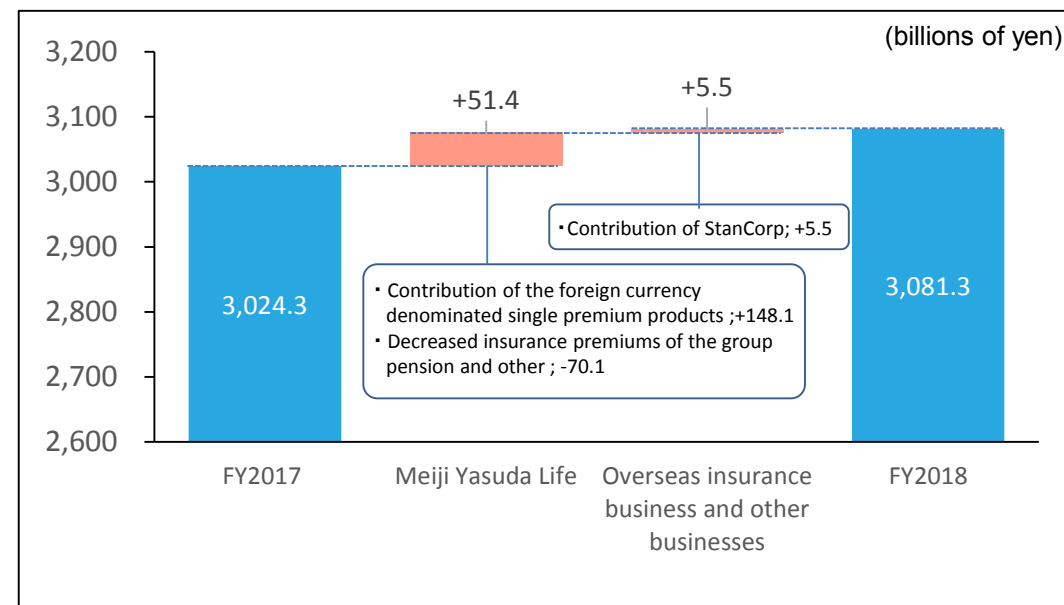 (billions of yen)
3,200
3,100
3,000
2,900
2,800
2,700
2,600
+51.4
+5.5
・Contribution of StanCorp; +5.5
・Contribution of the foreign currency
denominated single premium products ;+148.1
・Decreased insurance premiums of the group
pension and other ; -70.1
3,024.3
3,081.3
FY2017
Meiji Yasuda Life
Overseas insurance
business and other
businesses
FY2018